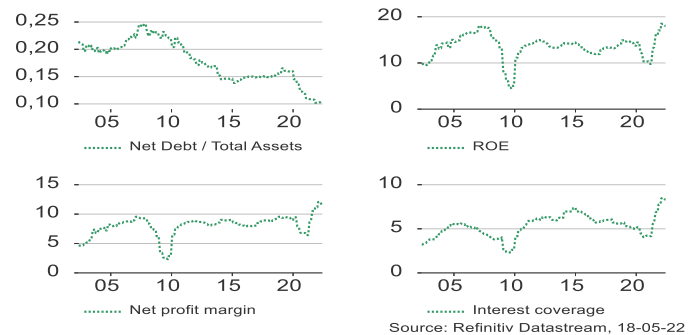 0,25
0,20
0,15
0,10
05 10 15 20
Net Debt / Total Assets
20
10
0
05 10 15 20
ROE
15
10
5
0
05 10 15 20
Net profit margin
10
5
0
05 10 15 20
Interest coverage
Source: Refinitiv Datastream, 18-05-22